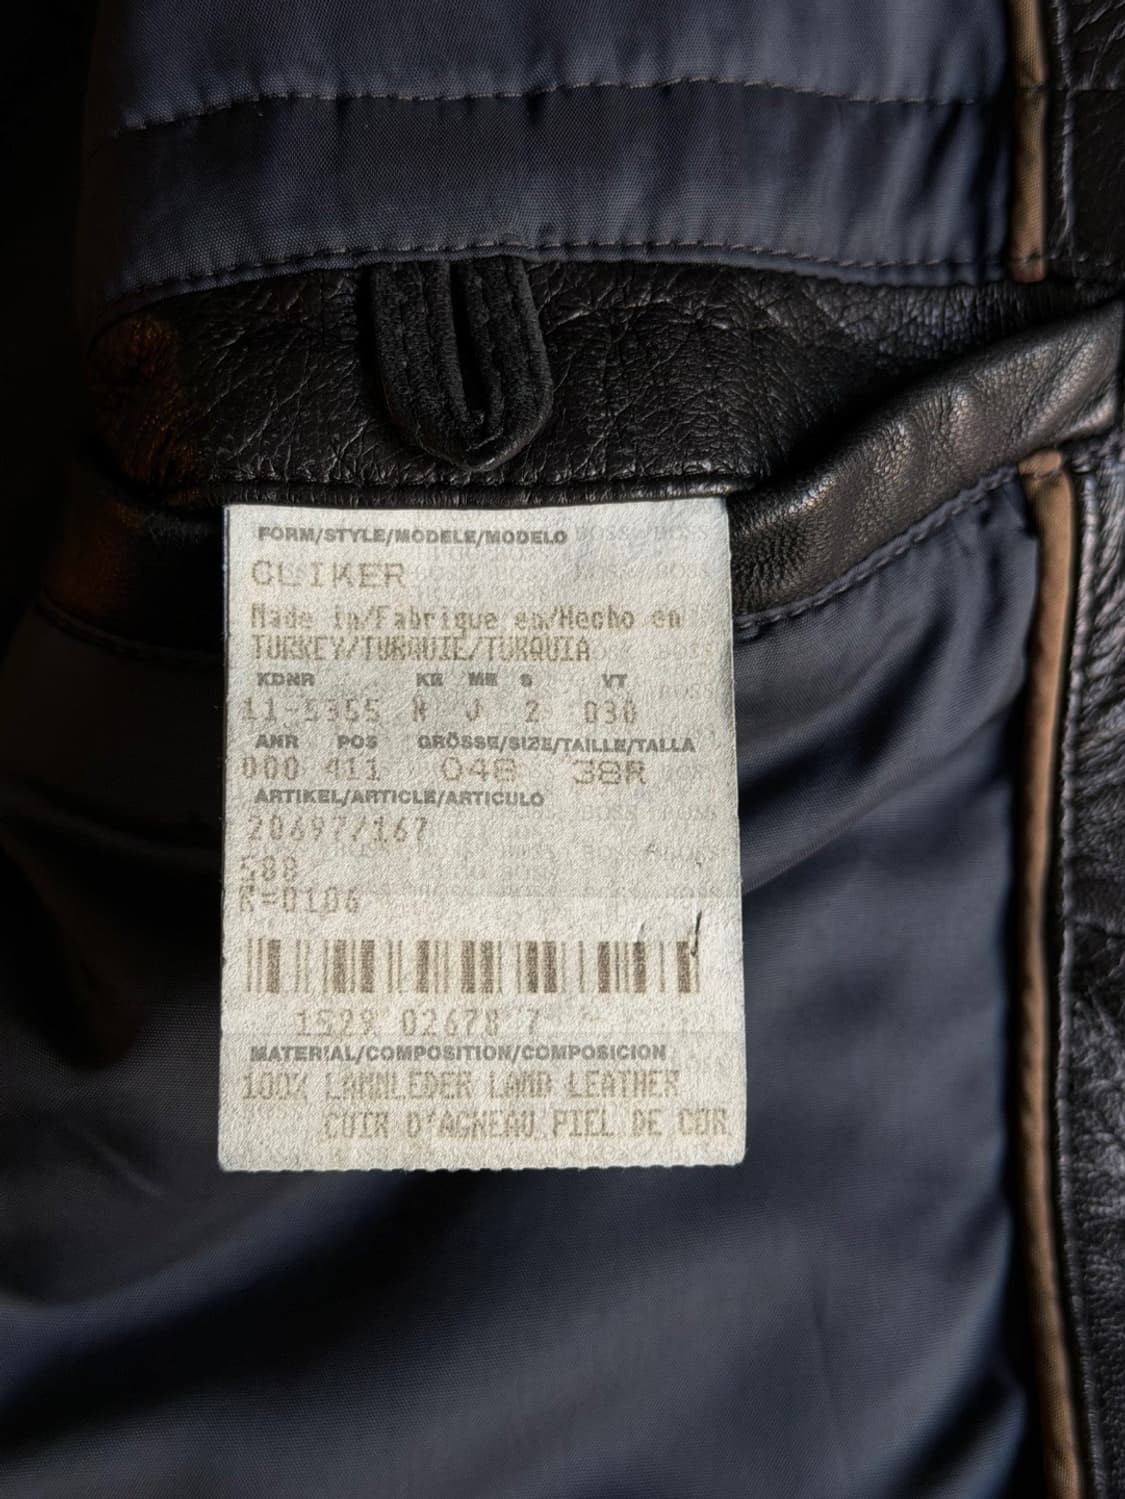 FORM/STYLE/MODELE/MODELO
CLIKER
Made in/Fabrique en/Hecho en
TURKEY/TURQUIE/TURQUIA
KDNR KE ME S VT
11-5355 R J 2 030
ANR POS GRÖSSE/SIZE/TAILLE/TALLA
000 411 048 38R
ARTIKEL/ARTICLE/ARTICULO
20697/167
500
R=0106
1529 02678 7
MATERIAL/COMPOSITION/COMPOSICION
100% LAMMLEDER LAMB LEATHER
CUIR D'AGNEAU PIEL DE COR